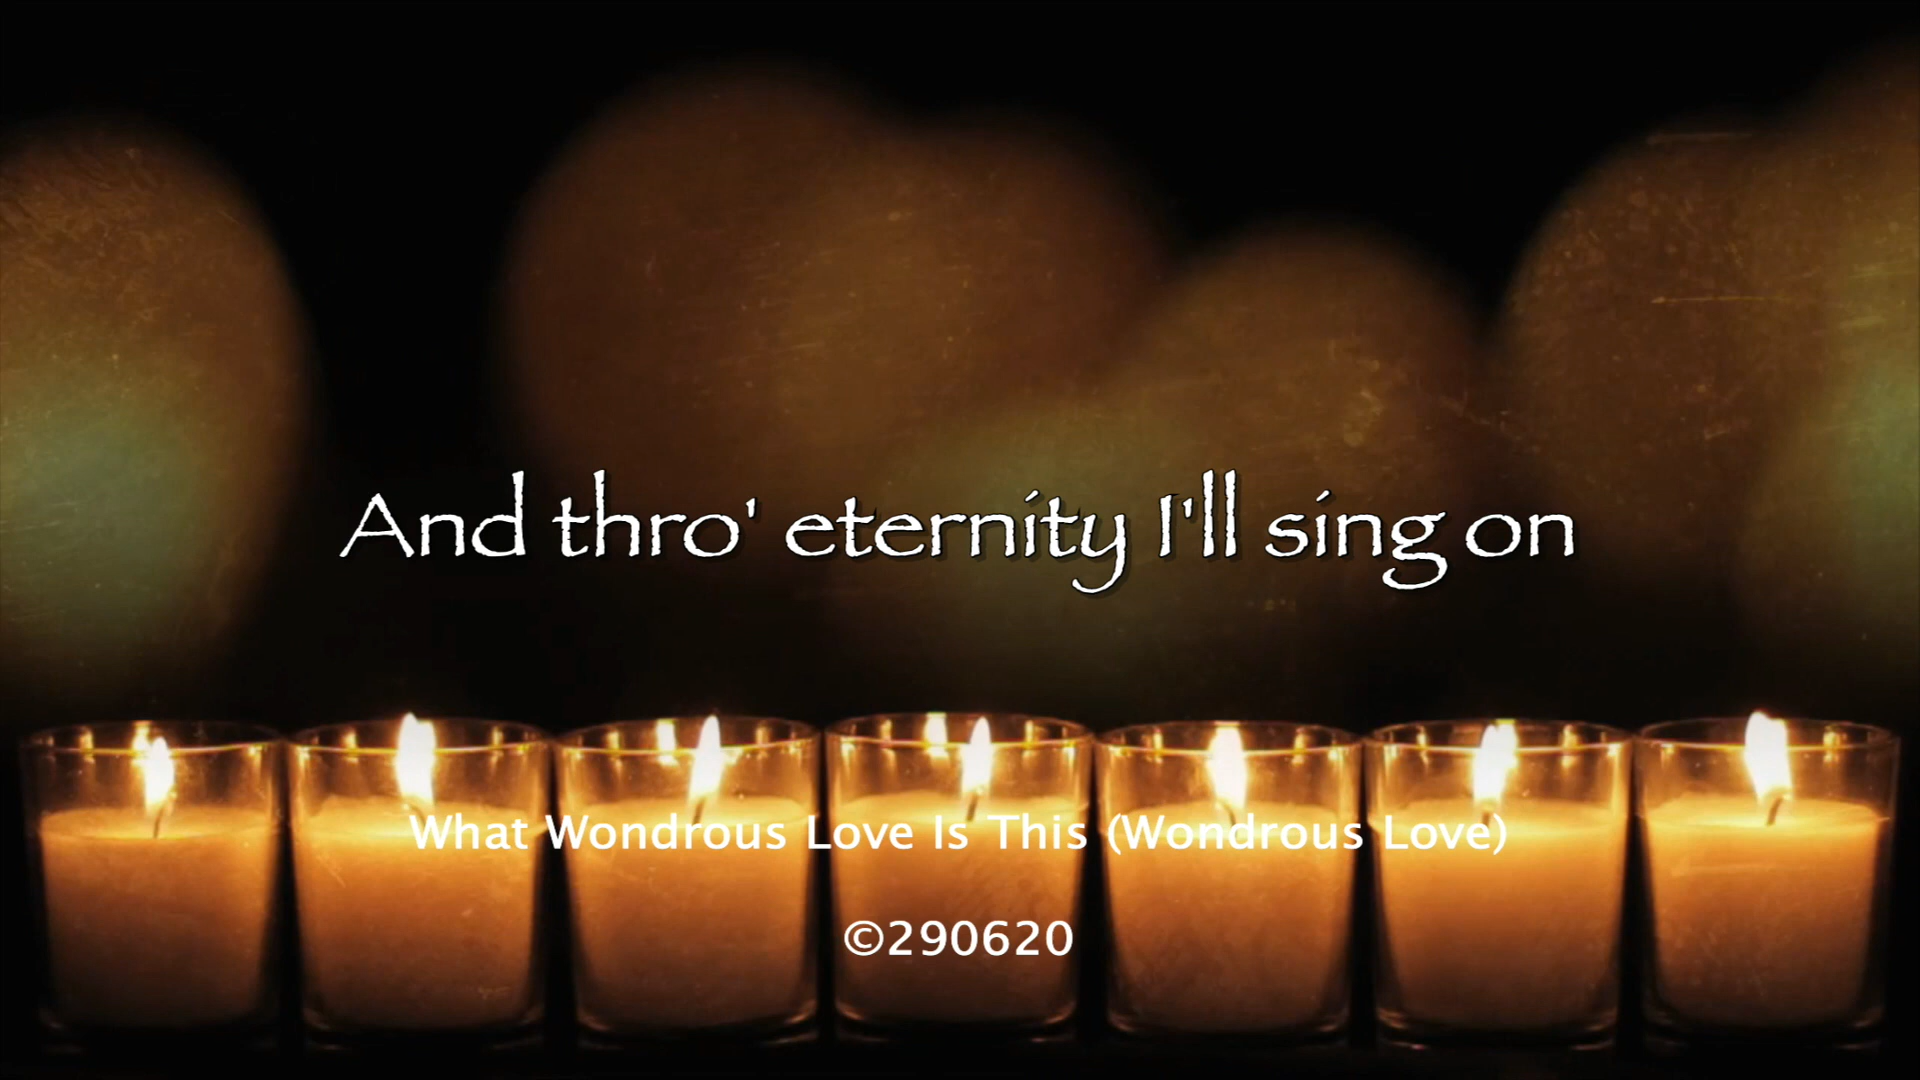 And thro' eternity I'll sing on
What Wondrous Love Is This (Wondrous Love)
©290620